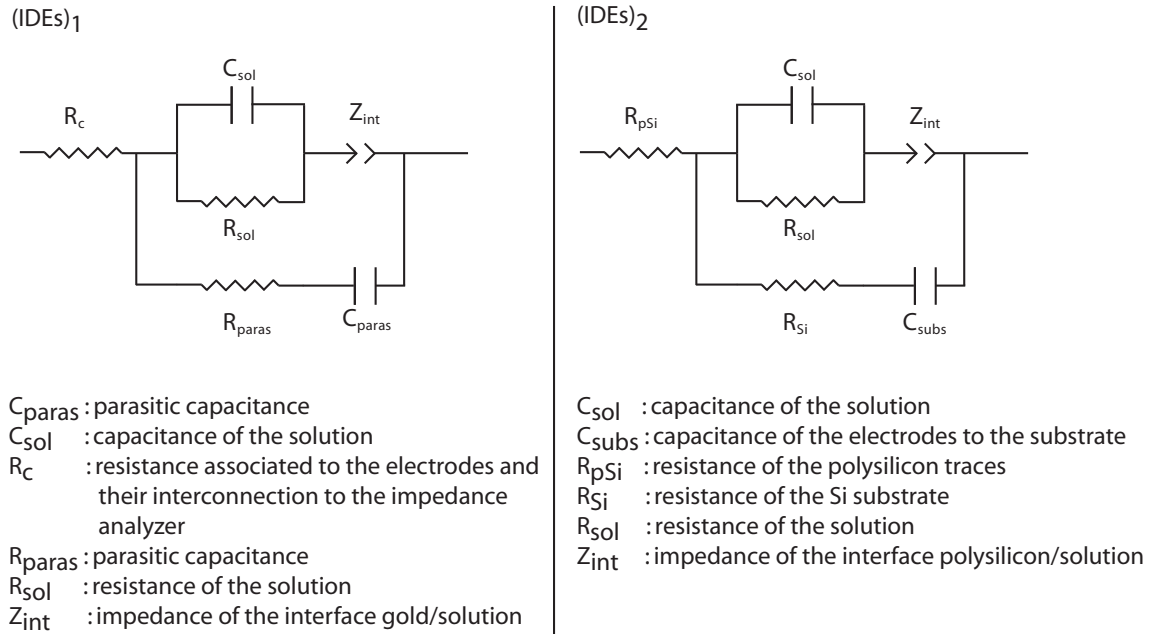 (IDEs)1
C_sol
R_c
Z_int
R_sol
R_paras
C_paras
C_paras : parasitic capacitance
C_sol : capacitance of the solution
R_c : resistance associated to the electrodes and
their interconnection to the impedance
analyzer
R_paras : parasitic capacitance
R_sol : resistance of the solution
Z_int : impedance of the interface gold/solution
(IDEs)2
C_sol
R_pSi
Z_int
R_sol
R_Si
C_subs
C_sol : capacitance of the solution
C_subs : capacitance of the electrodes to the substrate
R_pSi : resistance of the polysilicon traces
R_Si : resistance of the Si substrate
R_sol : resistance of the solution
Z_int : impedance of the interface polysilicon/solution